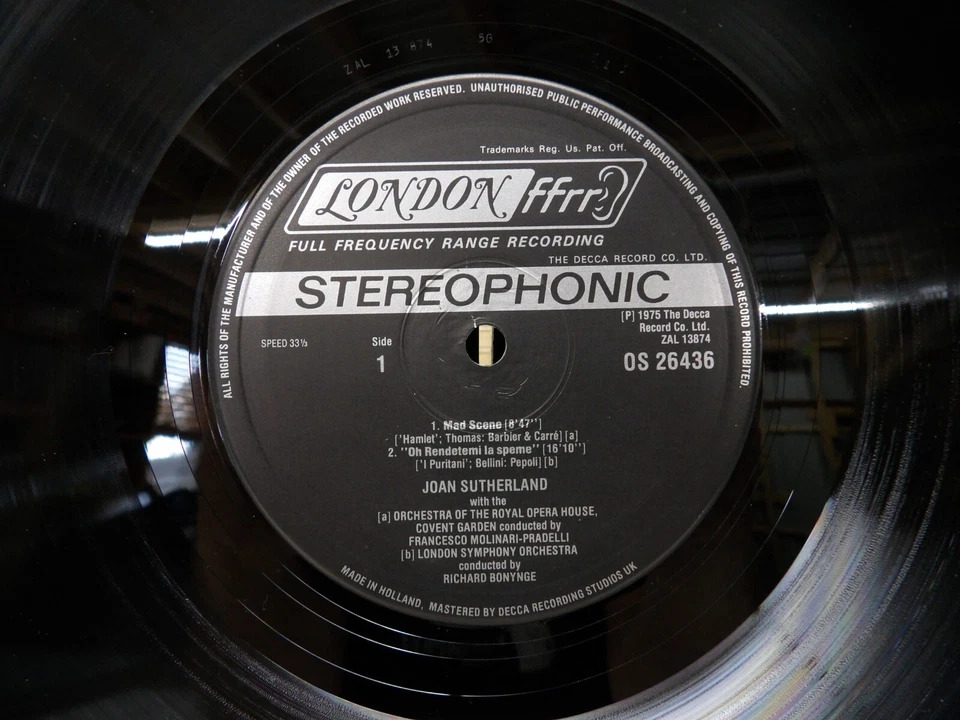 ZAL 13 874 5G
ALL RIGHTS OF THE MANUFACTURER AND OF THE OWNER OF THE RECORDED WORK RESERVED. UNAUTHORISED PUBLIC PERFORMANCE BROADCASTING AND COPYING OF THIS RECORD PROHIBITED.
Trademarks Reg. Us. Pat. Off.
LONDON ffrr
FULL FREQUENCY RANGE RECORDING
THE DECCA RECORD CO. LTD.
STEREOPHONIC
[P] 1975 The Decca
Record Co. Ltd.
ZAL 13874
SPEED 33⅓
Side
1
OS 26436
1. Mad Scene [8'47'']
['Hamlet'; Thomas: Barbier & Carré] [a]
2. ''Oh Rendetemi la speme'' [16'10'']
['I Puritani'; Bellini: Pepoli] [b]
JOAN SUTHERLAND
with the
[a] ORCHESTRA OF THE ROYAL OPERA HOUSE,
COVENT GARDEN conducted by
FRANCESCO MOLINARI-PRADELLI
[b] LONDON SYMPHONY ORCHESTRA
conducted by
RICHARD BONYNGE
MADE IN HOLLAND, MASTERED BY DECCA RECORDING STUDIOS UK